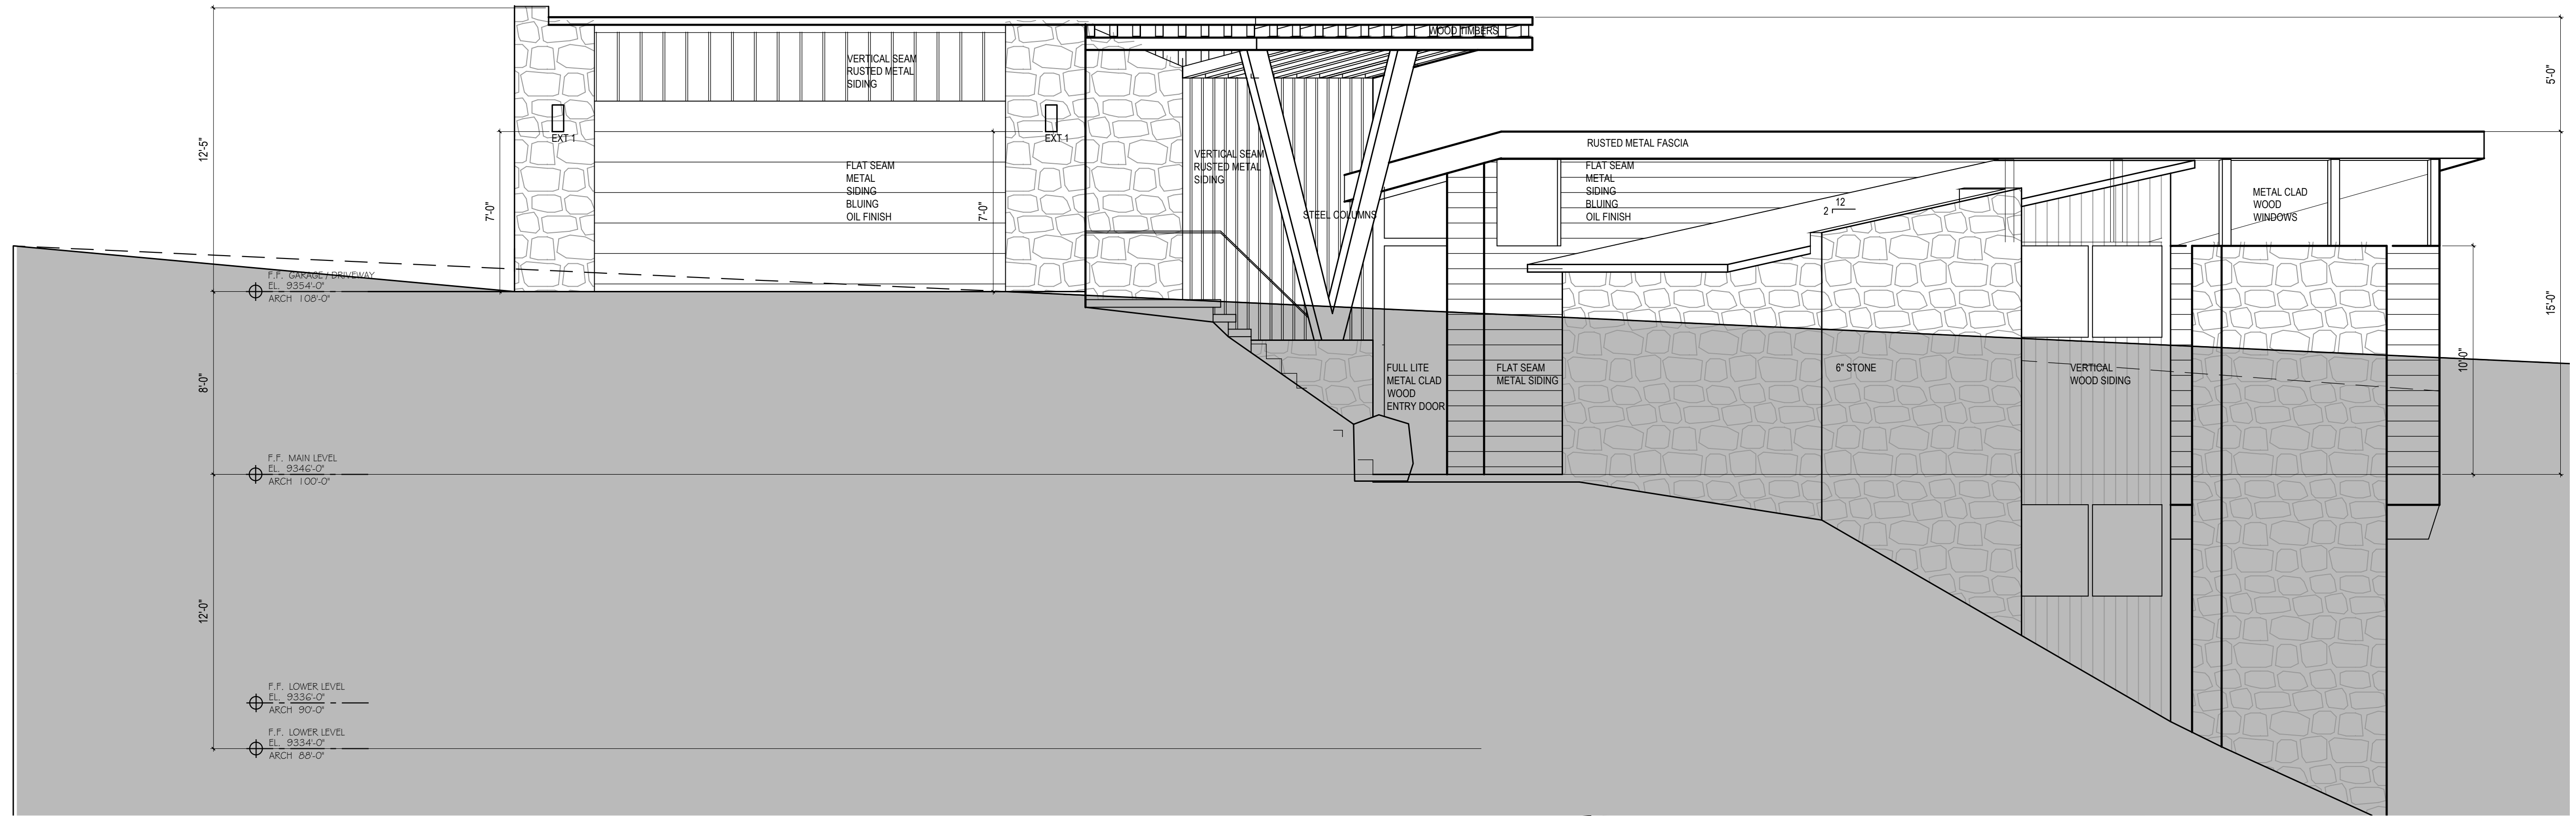 12'-5"
8'-0"
12'-0"
F.F. GARAGE / DRIVEWAY
EL. 9354'-0"
ARCH 108'-0"
F.F. MAIN LEVEL
EL. 9346'-0"
ARCH 100'-0"
F.F. LOWER LEVEL
EL. 9336'-0"
ARCH 90'-0"
F.F. LOWER LEVEL
EL. 9334'-0"
ARCH 88'-0"
7'-0"
EXT-1
VERTICAL SEAM
RUSTED METAL
SIDING
FLAT SEAM
METAL
SIDING
BLUING
OIL FINISH
7'-0"
EXT-1
VERTICAL SEAM
RUSTED METAL
SIDING
WOOD TIMBERS
STEEL COLUMNS
FULL LITE
METAL CLAD
WOOD
ENTRY DOOR
FLAT SEAM
METAL SIDING
RUSTED METAL FASCIA
FLAT SEAM
METAL
SIDING
BLUING
OIL FINISH
12
2
6" STONE
VERTICAL
WOOD SIDING
METAL CLAD
WOOD
WINDOWS
10'-0"
5'-0"
15'-0"